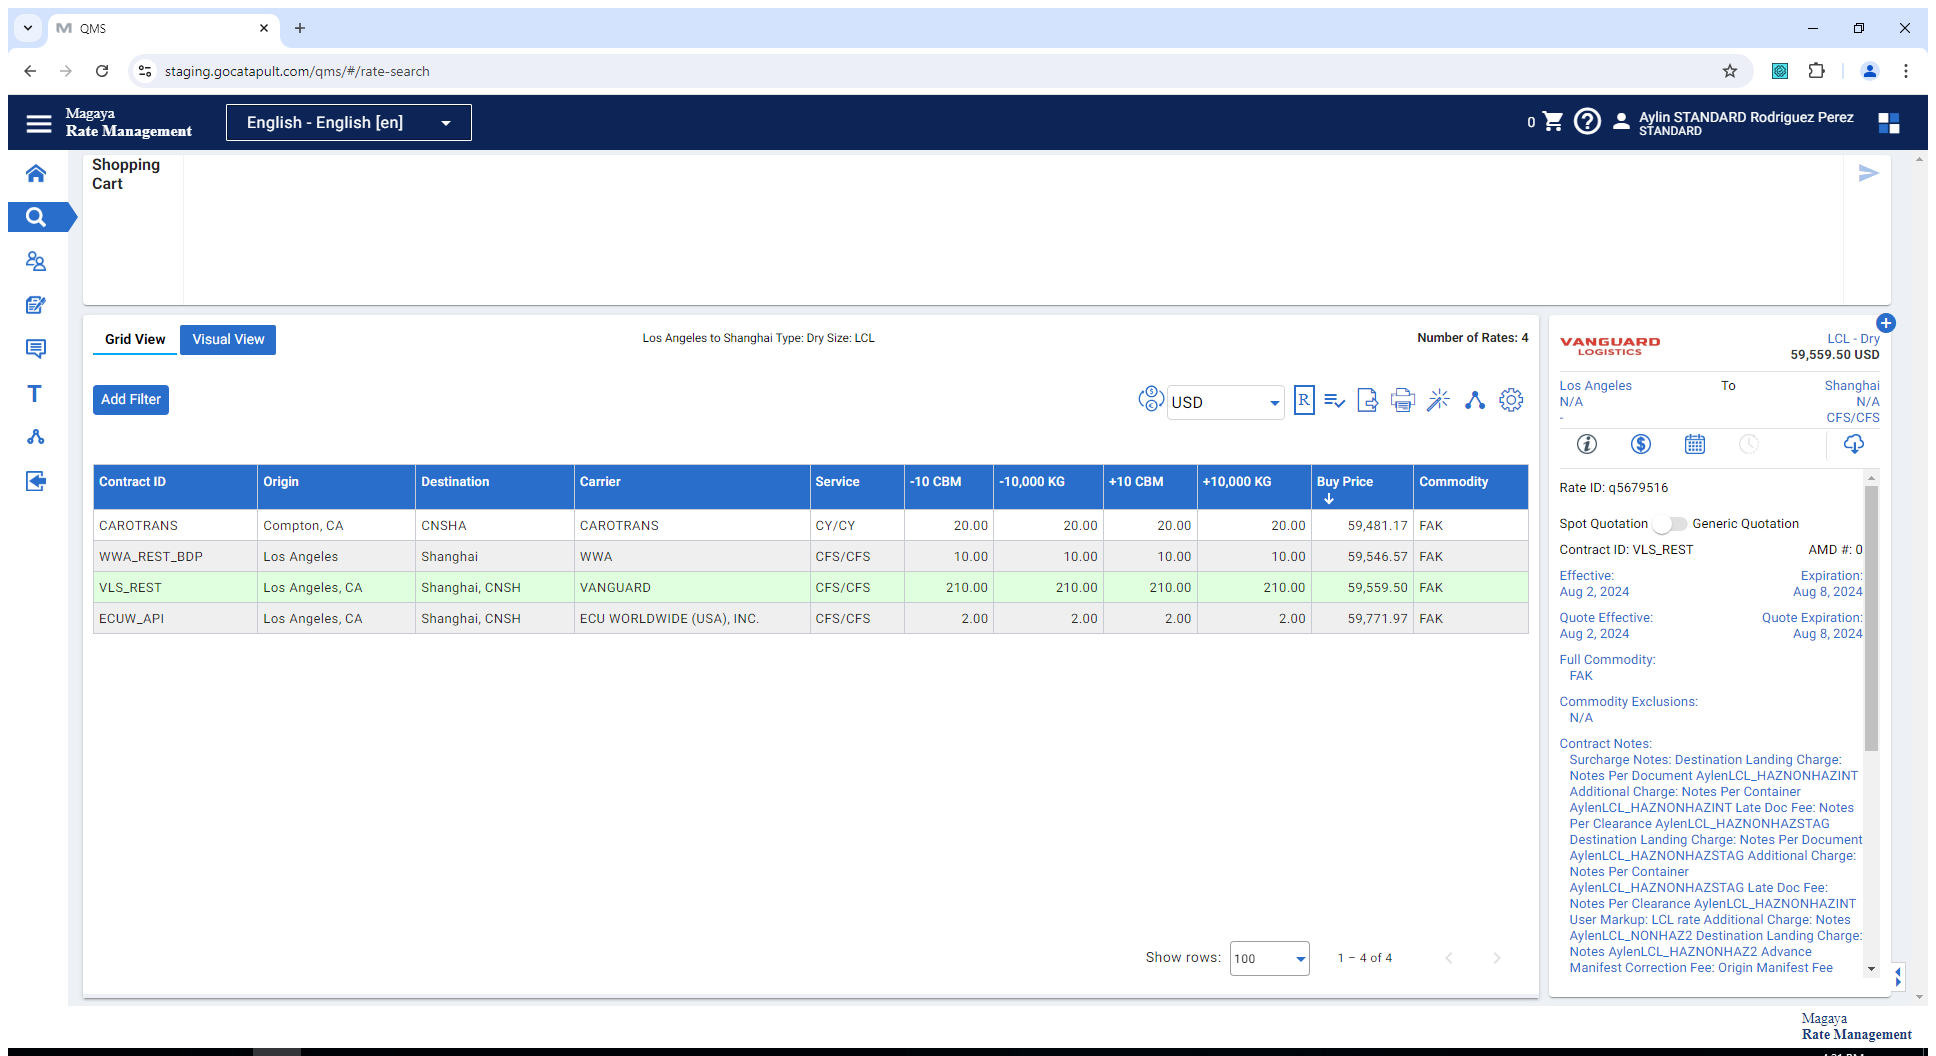 QMS
staging.gocatapult.com/qms/#/rate-search
Magaya
Rate Management
English - English [en]
0
Aylin STANDARD Rodriguez Perez
STANDARD
Shopping
Cart
Grid View
Visual View
Los Angeles to Shanghai Type: Dry Size: LCL
Number of Rates: 4
Add Filter
USD
R
Contract ID Origin Destination Carrier Service -10 CBM -10,000 KG +10 CBM +10,000 KG Buy Price Commodity
CAROTRANS Compton, CA CNSHA CAROTRANS CY/CY 20.00 20.00 20.00 20.00 59,481.17 FAK
WWA_REST_BDP Los Angeles Shanghai WWA CFS/CFS 10.00 10.00 10.00 10.00 59,546.57 FAK
VLS_REST Los Angeles, CA Shanghai, CNSH VANGUARD CFS/CFS 210.00 210.00 210.00 210.00 59,559.50 FAK
ECUW_API Los Angeles, CA Shanghai, CNSH ECU WORLDWIDE (USA), INC. CFS/CFS 2.00 2.00 2.00 2.00 59,771.97 FAK
Show rows: 100 1 – 4 of 4
VANGUARD
LOGISTICS
LCL - Dry
59,559.50 USD
Los Angeles To Shanghai
N/A N/A
- CFS/CFS
Rate ID: q5679516
Spot Quotation Generic Quotation
Contract ID: VLS_REST AMD #: 0
Effective: Expiration:
Aug 2, 2024 Aug 8, 2024
Quote Effective: Quote Expiration:
Aug 2, 2024 Aug 8, 2024
Full Commodity:
FAK
Commodity Exclusions:
N/A
Contract Notes:
Surcharge Notes: Destination Landing Charge:
Notes Per Document AylenLCL_HAZNONHAZINT
Additional Charge: Notes Per Container
AylenLCL_HAZNONHAZINT Late Doc Fee: Notes
Per Clearance AylenLCL_HAZNONHAZSTAG
Destination Landing Charge: Notes Per Document
AylenLCL_HAZNONHAZSTAG Additional Charge:
Notes Per Container
AylenLCL_HAZNONHAZSTAG Late Doc Fee:
Notes Per Clearance AylenLCL_HAZNONHAZINT
User Markup: LCL rate Additional Charge: Notes
AylenLCL_NONHAZ2 Destination Landing Charge:
Notes AylenLCL_HAZNONHAZ2 Advance
Manifest Correction Fee: Origin Manifest Fee
Magaya
Rate Management